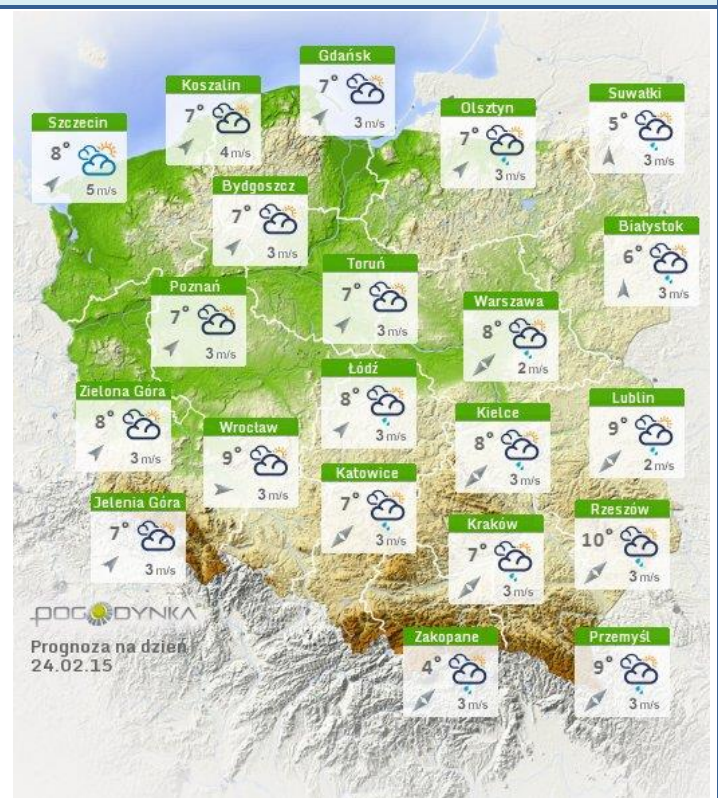 Gdańsk
7°
3 m/s
Koszalin
7°
4 m/s
Suwałki
5°
3 m/s
Olsztyn
7°
3 m/s
Szczecin
8°
5 m/s
Bydgoszcz
7°
3 m/s
Białystok
6°
3 m/s
Toruń
7°
3 m/s
Poznań
7°
3 m/s
Warszawa
8°
2 m/s
Łódź
8°
3 m/s
Zielona Góra
8°
3 m/s
Lublin
9°
2 m/s
Kielce
8°
3 m/s
Wrocław
9°
3 m/s
Katowice
7°
3 m/s
Jelenia Góra
7°
3 m/s
Rzeszów
10°
3 m/s
Kraków
7°
3 m/s
POGODYNKA
Prognoza na dzień
24.02.15
Zakopane
4°
3 m/s
Przemyśl
9°
3 m/s